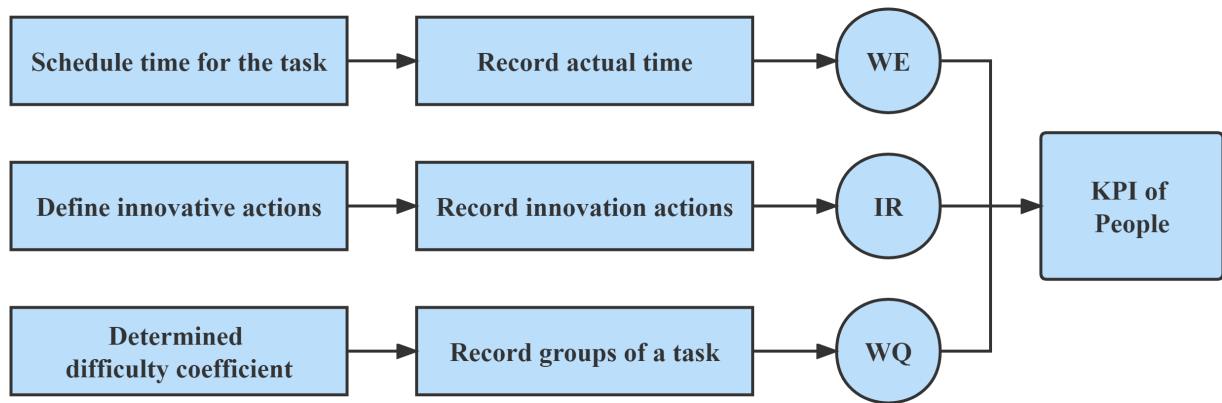 Schedule time for the task
Record actual time
WE
Define innovative actions
Record innovation actions
IR
KPI of
People
Determined
difficulty coefficient
Record groups of a task
WQ